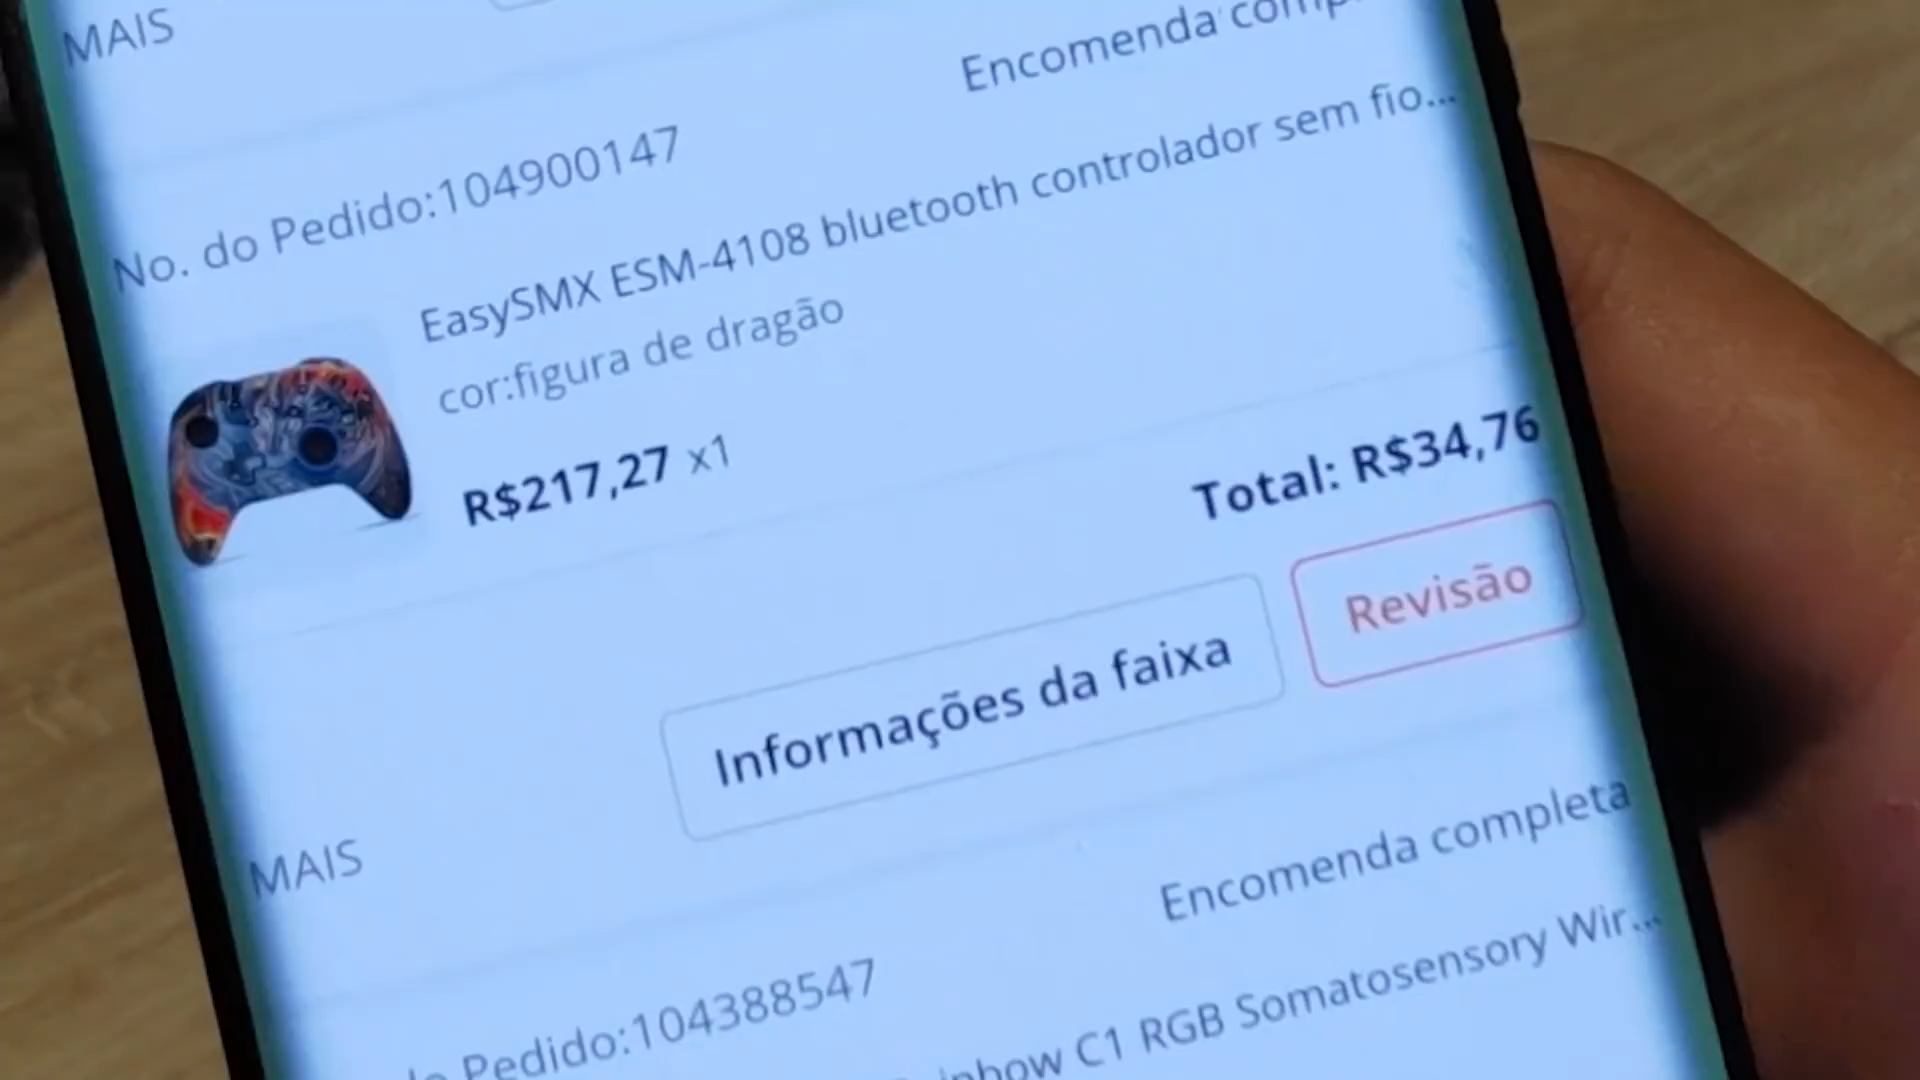 MAIS
Encomenda
No. do Pedido:104900147
EasySMX ESM-4108 bluetooth controlador sem fio...
cor:figura de dragão
R$217,27 x1
Total: R$34,76
Informações da faixa
Revisão
MAIS
Encomenda completa
Pedido:104388547
C1 RGB Somatosensory Wir...